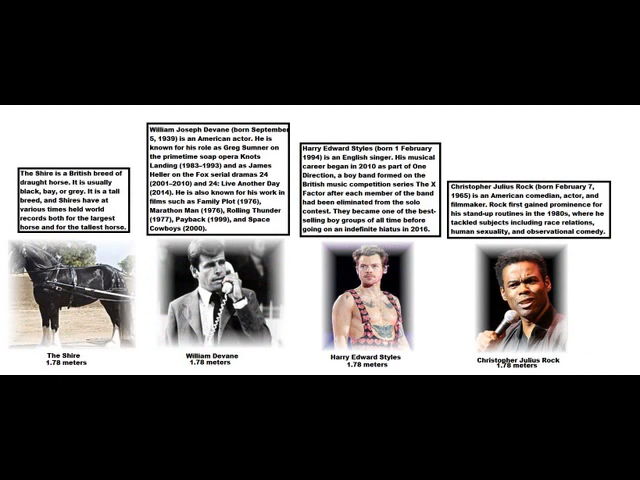 The Shire is a British breed of
draught horse. It is usually
black, bay, or grey. It is a tall
breed, and Shires have at
various times held world
records both for the largest
horse and for the tallest horse.
The Shire
1.78 meters
William Joseph Devane (born September
5, 1939) is an American actor. He is
known for his role as Greg Sumner on
the primetime soap opera Knots
Landing (1983–1993) and as James
Heller on the Fox serial dramas 24
(2001–2010) and 24: Live Another Day
(2014). He is also known for his work in
films such as Family Plot (1976),
Marathon Man (1976), Rolling Thunder
(1977), Payback (1999), and Space
Cowboys (2000).
William Devane
1.78 meters
Harry Edward Styles (born 1 February
1994) is an English singer. His musical
career began in 2010 as part of One
Direction, a boy band formed on the
British music competition series The X
Factor after each member of the band
had been eliminated from the solo
contest. They became one of the best-
selling boy groups of all time before
going on an indefinite hiatus in 2016.
Harry Edward Styles
1.78 meters
Christopher Julius Rock (born February 7,
1965) is an American comedian, actor, and
filmmaker. Rock first gained prominence for
his stand-up routines in the 1980s, where he
tackled subjects including race relations,
human sexuality, and observational comedy.
Christopher Julius Rock
1.78 meters